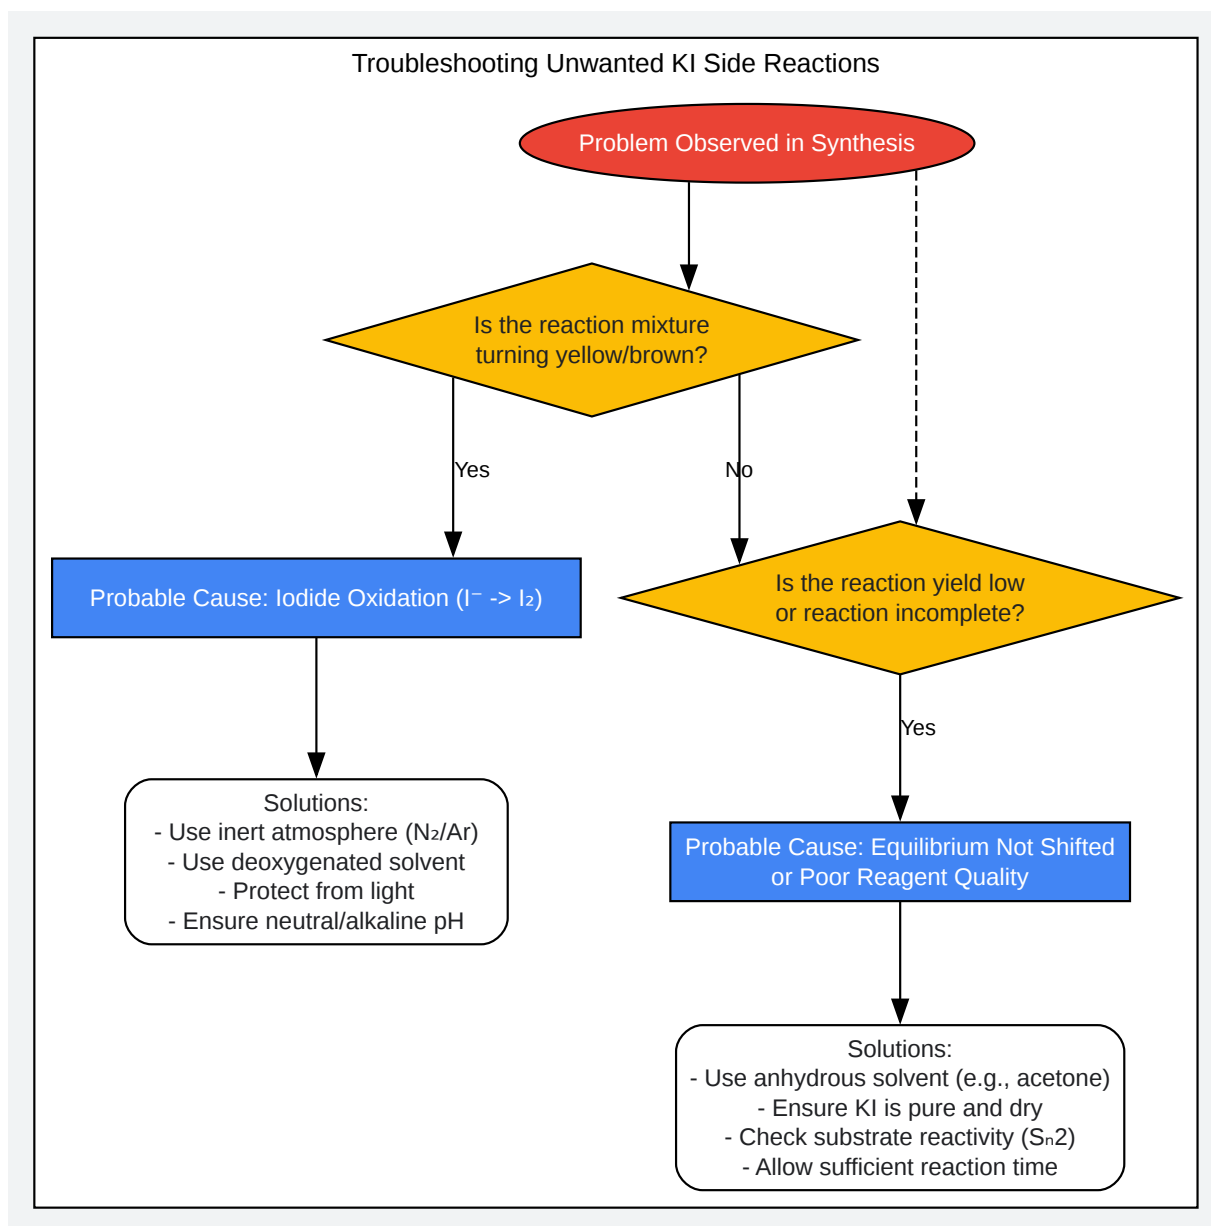 Troubleshooting Unwanted KI Side Reactions
Problem Observed in Synthesis
Is the reaction mixture
turning yellow/brown?
Yes
No
Probable Cause: Iodide Oxidation (I⁻ -> I₂)
Is the reaction yield low
or reaction incomplete?
Yes
Solutions:
- Use inert atmosphere (N₂/Ar)
- Use deoxygenated solvent
- Protect from light
- Ensure neutral/alkaline pH
Probable Cause: Equilibrium Not Shifted
or Poor Reagent Quality
Solutions:
- Use anhydrous solvent (e.g., acetone)
- Ensure KI is pure and dry
- Check substrate reactivity (Sₙ2)
- Allow sufficient reaction time